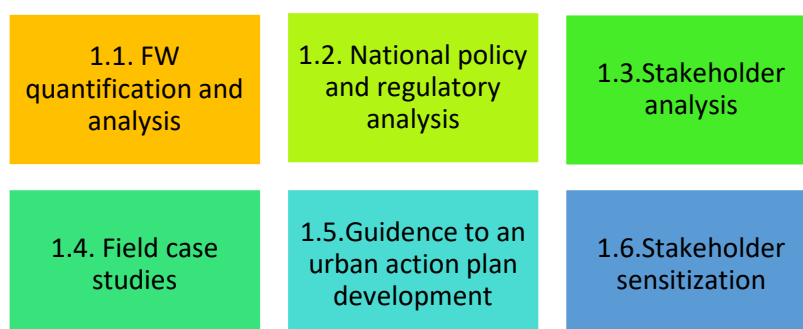 1.1. FW
quantification and
analysis
1.2. National policy
and regulatory
analysis
1.3.Stakeholder
analysis
1.4. Field case
studies
1.5.Guidence to an
urban action plan
development
1.6.Stakeholder
sensitization